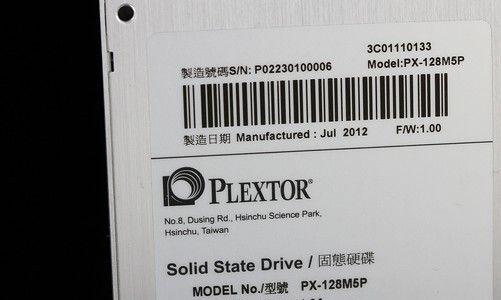 3C01110133
製造號碼S/N: P02230100006 Model:PX-128M5P
製造日期 Manufactured : Jul 2012 F/W:1.00
PLEXTOR®
No.8, Dusing Rd., Hsinchu Science Park,
Hsinchu, Taiwan
Solid State Drive / 固態硬碟
MODEL No./型號 PX-128M5P